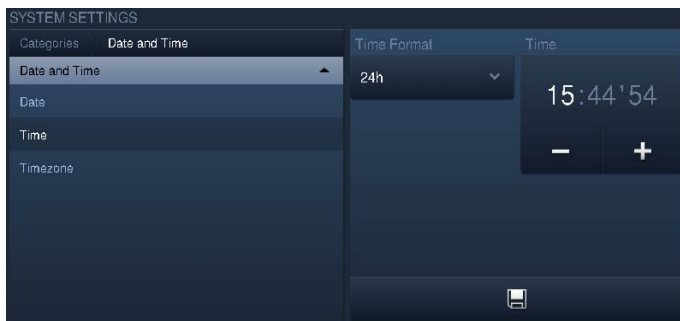 SYSTEM SETTINGS
Categories Date and Time
Date and Time
Date
Time
Timezone
Time Format
24h
Time
15:44'54
− +